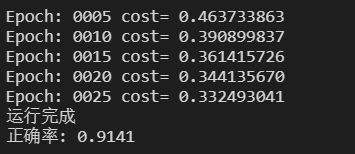 Epoch: 0005 cost= 0.463733863
Epoch: 0010 cost= 0.390899837
Epoch: 0015 cost= 0.361415726
Epoch: 0020 cost= 0.344135670
Epoch: 0025 cost= 0.332493041
运行完成
正确率: 0.9141